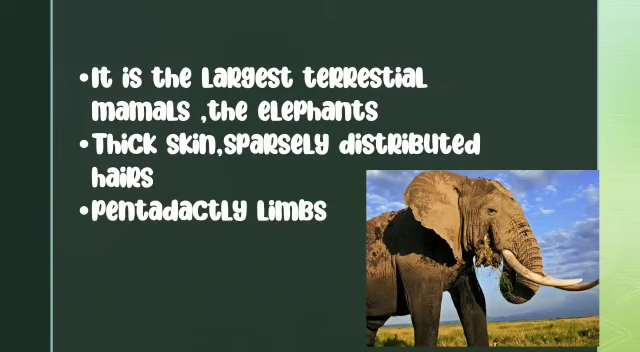 •It is the largest terrestial
mamals ,the elephants
•Thick skin,sparsely distributed
hairs
•pentadactly limbs